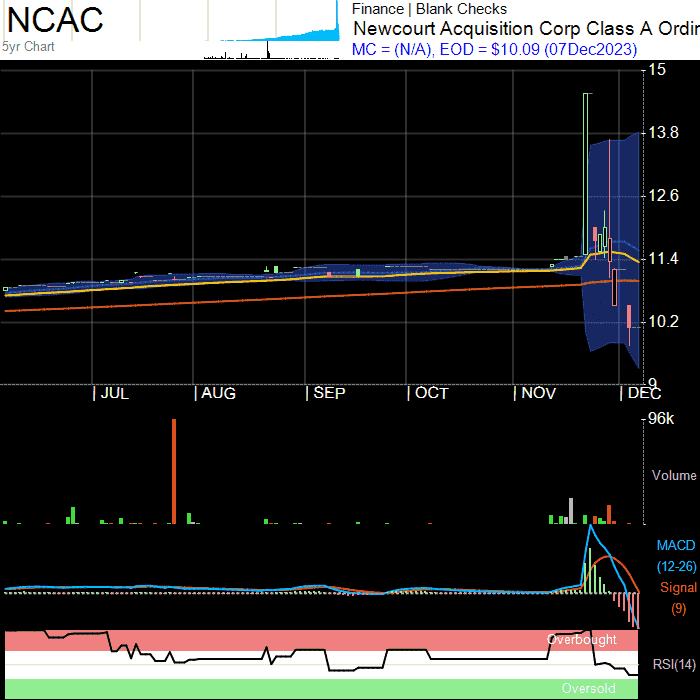 NCAC
5yr Chart
Finance | Blank Checks
Newcourt Acquisition Corp Class A Ordin
MC = (N/A), EOD = $10.09 (07Dec2023)
15
13.8
12.6
11.4
10.2
9
JUL
AUG
SEP
OCT
NOV
DEC
96k
Volume
MACD
(12-26)
Signal
(9)
Overbought
RSI(14)
Oversold